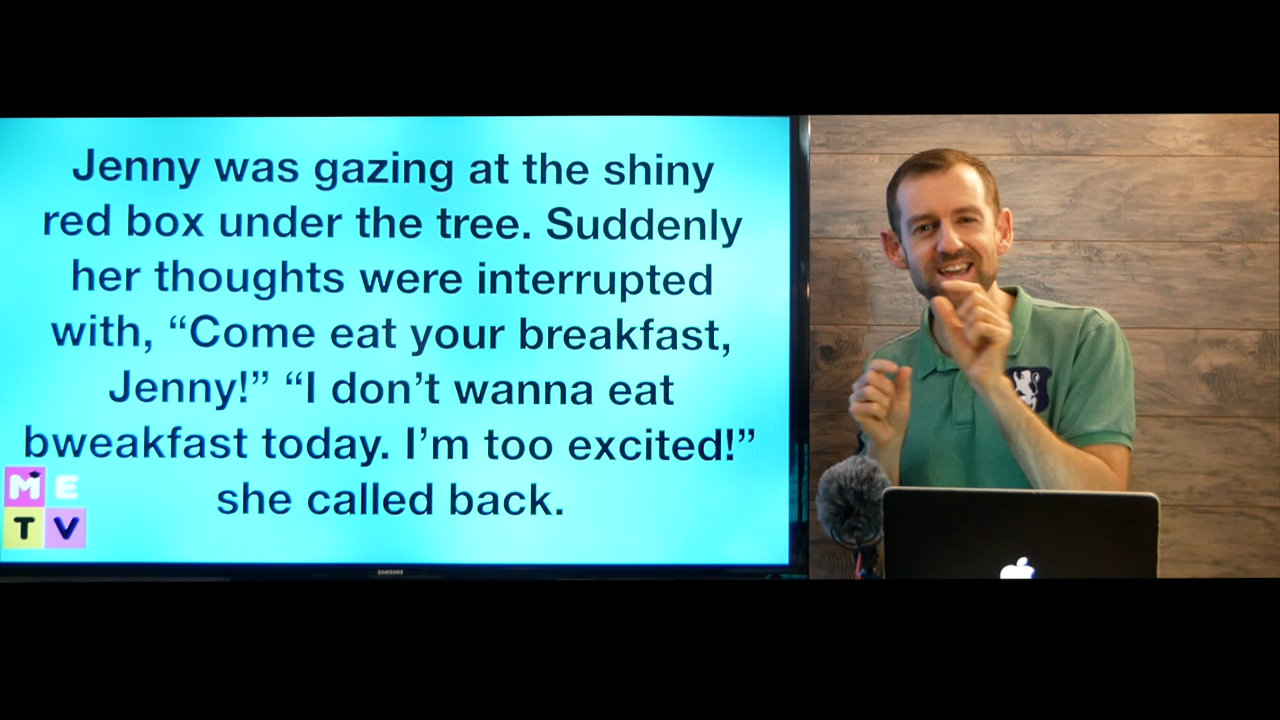 Jenny was gazing at the shiny
red box under the tree. Suddenly
her thoughts were interrupted
with, “Come eat your breakfast,
Jenny!” “I don’t wanna eat
bweakfast today. I’m too excited!”
she called back.
M E
T V
SAMSUNG